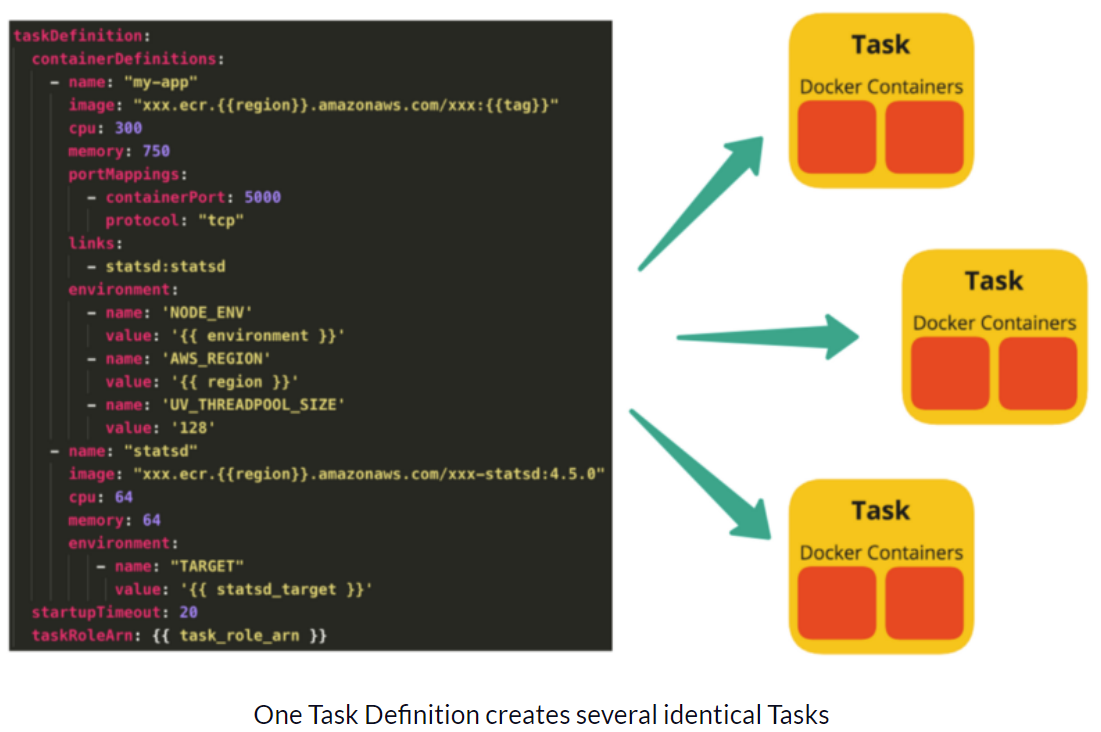 taskDefinition:
  containerDefinitions:
    - name: "my-app"
      image: "xxx.ecr.{{region}}.amazonaws.com/xxx:{{tag}}"
      cpu: 300
      memory: 750
      portMappings:
        - containerPort: 5000
          protocol: "tcp"
      links:
        - statsd:statsd
      environment:
        - name: 'NODE_ENV'
          value: '{{ environment }}'
        - name: 'AWS_REGION'
          value: '{{ region }}'
        - name: 'UV_THREADPOOL_SIZE'
          value: '128'
    - name: "statsd"
      image: "xxx.ecr.{{region}}.amazonaws.com/xxx-statsd:4.5.0"
      cpu: 64
      memory: 64
      environment:
         - name: "TARGET"
           value: '{{ statsd_target }}'
  startupTimeout: 20
  taskRoleArn: {{ task_role_arn }}
Task
Docker Containers
Task
Docker Containers
Task
Docker Containers
One Task Definition creates several identical Tasks